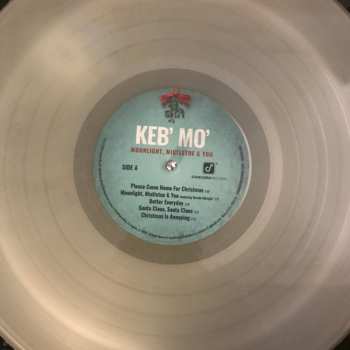 KEB' MO'
MOONLIGHT, MISTLETOE & YOU
SIDE A
Please Come Home For Christmas
Moonlight, Mistletoe & You
Better Everyday
Santa Claus, Santa Claus
Christmas Is Annoying